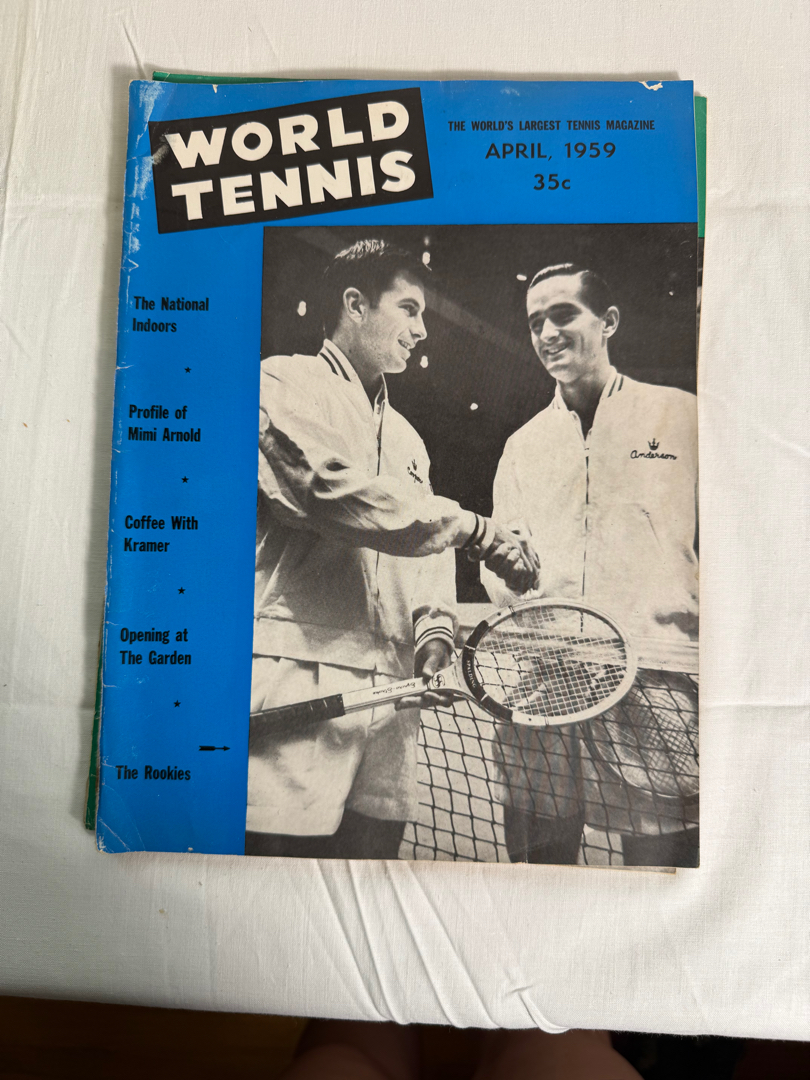 WORLD
TENNIS
THE WORLD'S LARGEST TENNIS MAGAZINE
APRIL, 1959
35c
The National
Indoors
Profile of
Mimi Arnold
Coffee With
Kramer
Opening at
The Garden
The Rookies
Anderson
SPALDING